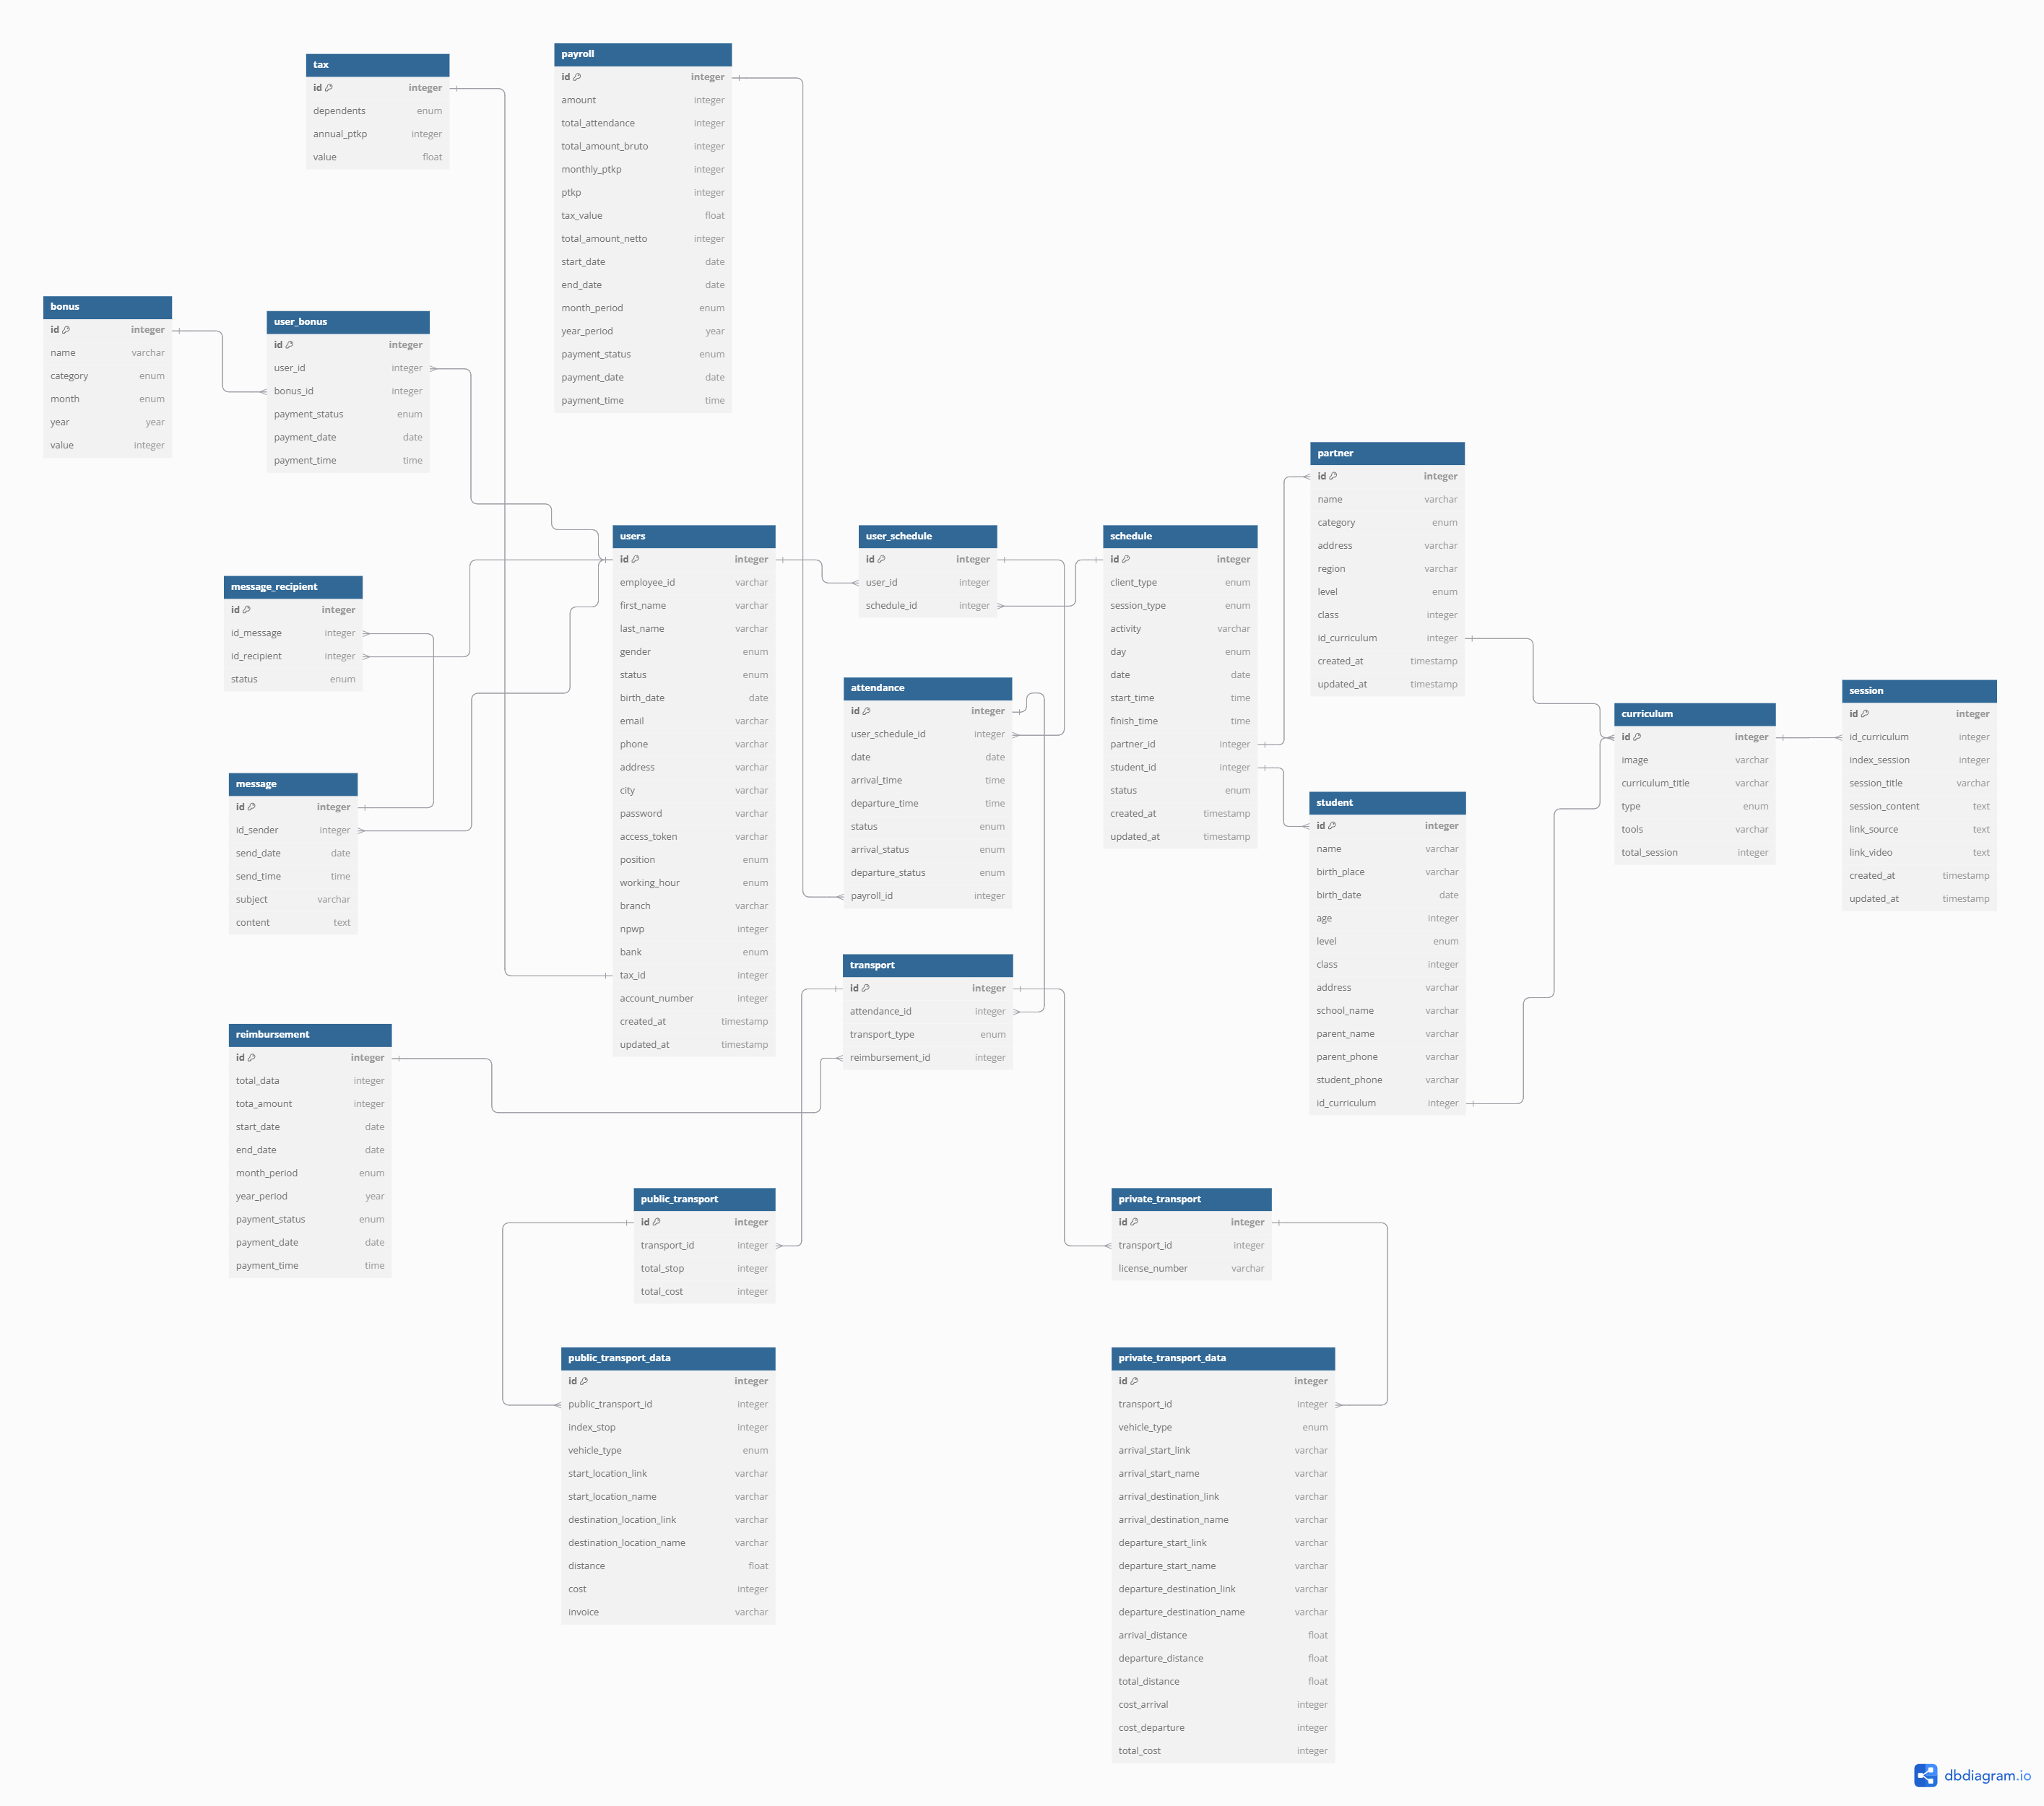 tax
id integer
dependents enum
annual_ptkp integer
value float
payroll
id integer
amount integer
total_attendance integer
total_amount_bruto integer
monthly_ptkp integer
ptkp integer
tax_value float
total_amount_netto integer
start_date date
end_date date
month_period enum
year_period year
payment_status enum
payment_date date
payment_time time
bonus
id integer
name varchar
category enum
month enum
year year
value integer
user_bonus
id integer
user_id integer
bonus_id integer
payment_status enum
payment_date date
payment_time time
message_recipient
id integer
id_message integer
id_recipient integer
status enum
message
id integer
id_sender integer
send_date date
send_time time
subject varchar
content text
users
id integer
employee_id varchar
first_name varchar
last_name varchar
gender enum
status enum
birth_date date
email varchar
phone varchar
address varchar
city varchar
password varchar
access_token varchar
position enum
working_hour enum
branch varchar
npwp integer
bank enum
tax_id integer
account_number integer
created_at timestamp
updated_at timestamp
user_schedule
id integer
user_id integer
schedule_id integer
attendance
id integer
user_schedule_id integer
date date
arrival_time time
departure_time time
status enum
arrival_status enum
departure_status enum
payroll_id integer
schedule
id integer
client_type enum
session_type enum
activity varchar
day enum
date date
start_time time
finish_time time
partner_id integer
student_id integer
status enum
created_at timestamp
updated_at timestamp
partner
id integer
name varchar
category enum
address varchar
region varchar
level enum
class integer
id_curriculum integer
created_at timestamp
updated_at timestamp
student
id integer
name varchar
birth_place varchar
birth_date date
age integer
level enum
class integer
address varchar
school_name varchar
parent_name varchar
parent_phone varchar
student_phone varchar
id_curriculum integer
curriculum
id integer
image varchar
curriculum_title varchar
type enum
tools varchar
total_session integer
session
id integer
id_curriculum integer
index_session integer
session_title varchar
session_content text
link_source text
link_video text
created_at timestamp
updated_at timestamp
transport
id integer
attendance_id integer
transport_type enum
reimbursement_id integer
reimbursement
id integer
total_data integer
tota_amount integer
start_date date
end_date date
month_period enum
year_period year
payment_status enum
payment_date date
payment_time time
public_transport
id integer
transport_id integer
total_stop integer
total_cost integer
private_transport
id integer
transport_id integer
license_number varchar
public_transport_data
id integer
public_transport_id integer
index_stop integer
vehicle_type enum
start_location_link varchar
start_location_name varchar
destination_location_link varchar
destination_location_name varchar
distance float
cost integer
invoice varchar
private_transport_data
id integer
transport_id integer
vehicle_type enum
arrival_start_link varchar
arrival_start_name varchar
arrival_destination_link varchar
arrival_destination_name varchar
departure_start_link varchar
departure_start_name varchar
departure_destination_link varchar
departure_destination_name varchar
arrival_distance float
departure_distance float
total_distance float
cost_arrival integer
cost_departure integer
total_cost integer
dbdiagram.io